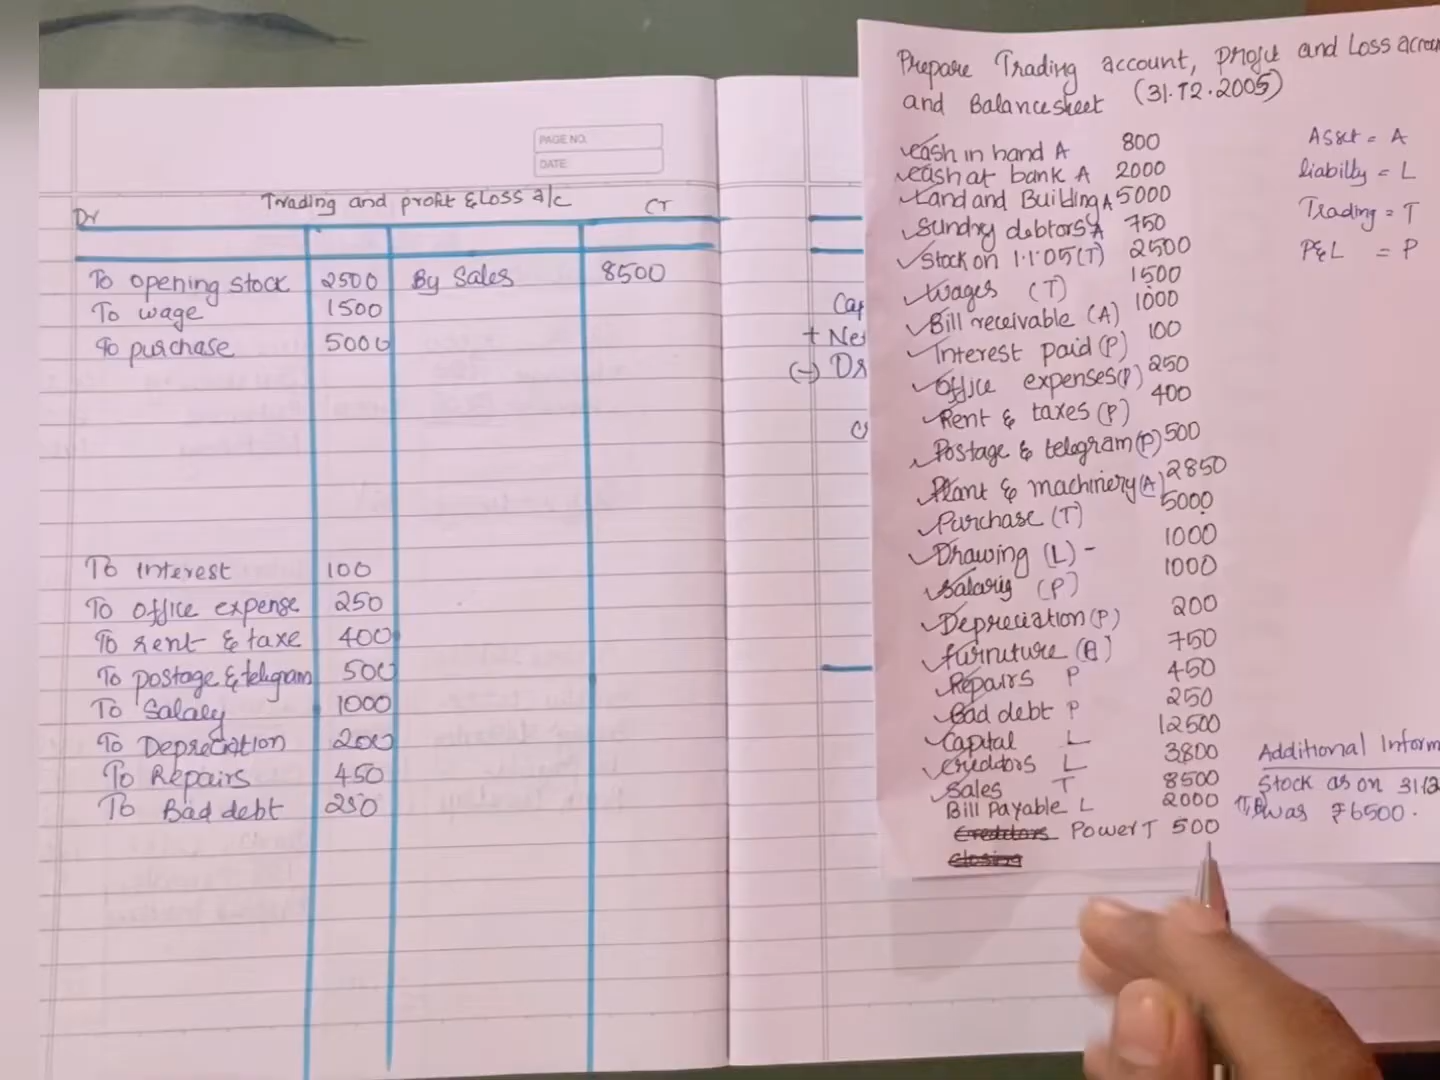 PAGE NO.
DATE
Trading and profit & Loss a/c
Dr
Cr
To opening stock 2500 By Sales 8500
To wage 1500
To purchase 5000
To Interest 100
To office expense 250
To rent & taxe 400
To postage & telegram 500
To Salary 1000
To Depreciation 200
To Repairs 450
To Bad debt 250
Cap
+ Ne
(-) Dr
Prepare Trading account, profit and Loss accou
and Balancesheet (31.12.2005)
Cash in hand A 800
Cash at bank A 2000
Land and Building A 5000
Sundry debtors A 750
Stock on 1.1.05 (T) 2500
Wages (T) 1500
Bill receivable (A) 1000
Interest paid (P) 100
Office expenses (P) 250
Rent & taxes (P) 400
Postage & telegram (P) 500
Plant & machinery (A) 2850
Purchase (T) 5000
Drawing (L) - 1000
Salaris (P) 1000
Depreciation (P) 200
furnuture (A) 750
Repairs P 450
Bad debt P 250
Capital L 12500
Creditors L 3800
Sales T 8500
Bill Payable L 2000
Creditors Power T 500
Closing
Asset = A
liability = L
Trading = T
P&L = P
Additional Inform
Stock as on 31/12
was ₹6500.